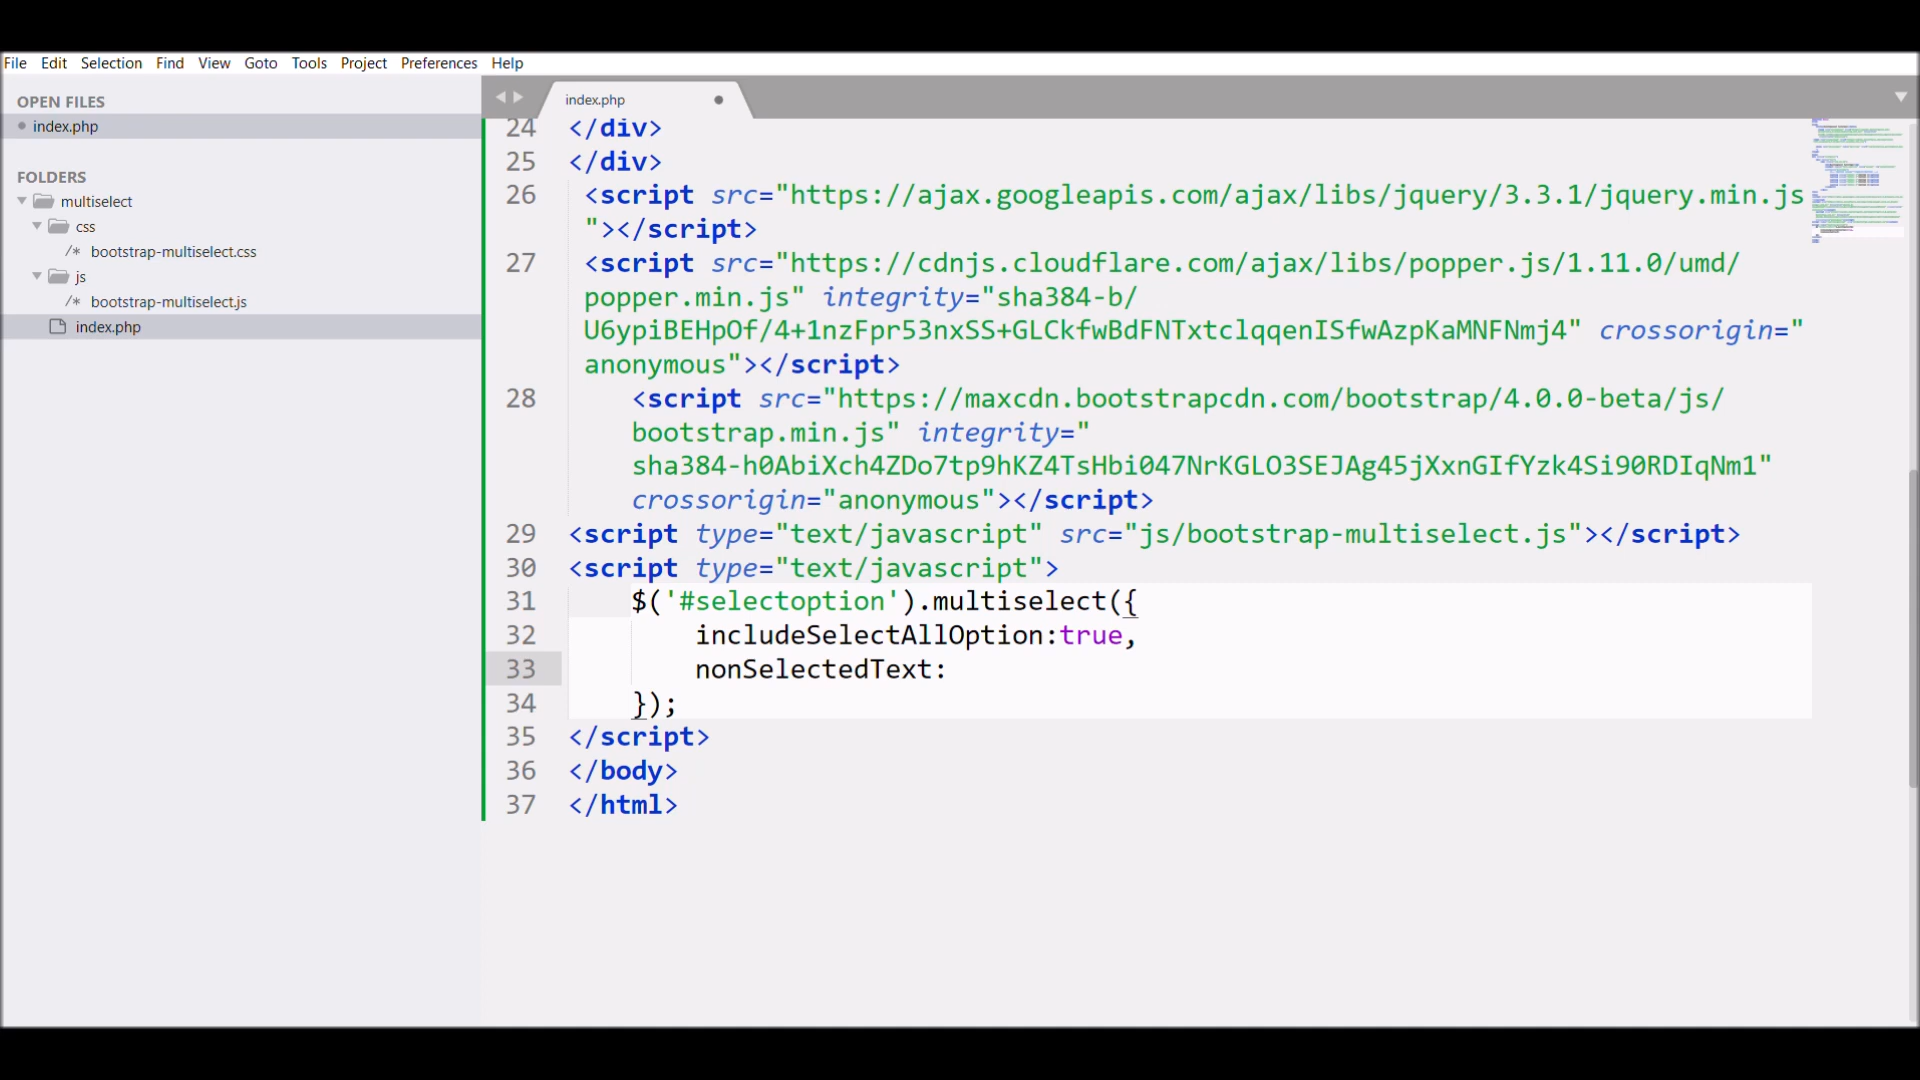 File Edit Selection Find View Goto Tools Project Preferences Help
OPEN FILES
index.php
FOLDERS
multiselect
css
/* bootstrap-multiselect.css
js
/* bootstrap-multiselect.js
index.php
index.php
24 </div>
25 </div>
26 <script src="https://ajax.googleapis.com/ajax/libs/jquery/3.3.1/jquery.min.js
"></script>
27 <script src="https://cdnjs.cloudflare.com/ajax/libs/popper.js/1.11.0/umd/
popper.min.js" integrity="sha384-b/
U6ypiBEHpOf/4+1nzFpr53nxSS+GLCkfwBdFNTxtclqqenISfwAzpKaMNFNmj4" crossorigin="
anonymous"></script>
28 <script src="https://maxcdn.bootstrapcdn.com/bootstrap/4.0.0-beta/js/
bootstrap.min.js" integrity="
sha384-h0AbiXch4ZDo7tp9hKZ4TsHbi047NrKGLO3SEJAg45jXxnGIfYzk4Si90RDIqNm1"
crossorigin="anonymous"></script>
29 <script type="text/javascript" src="js/bootstrap-multiselect.js"></script>
30 <script type="text/javascript">
31 $('#selectoption').multiselect({
32 includeSelectAllOption:true,
33 nonSelectedText:
34 });
35 </script>
36 </body>
37 </html>